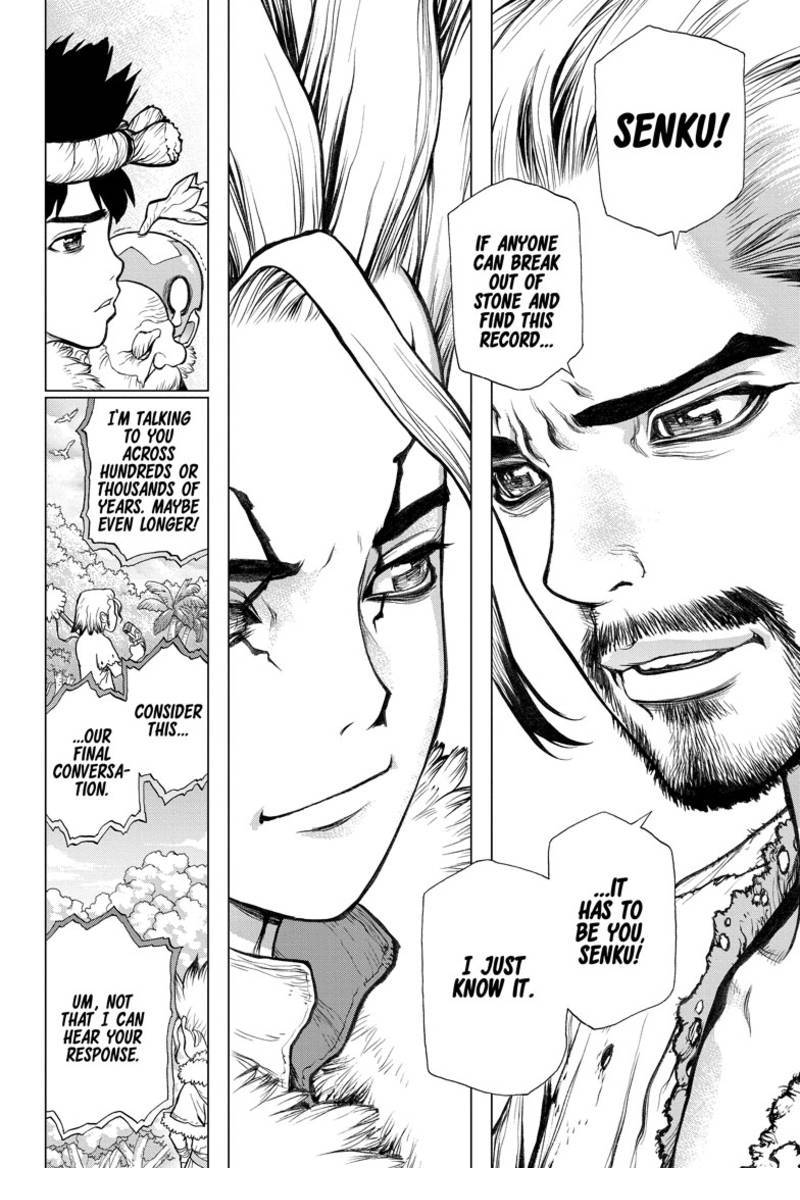 SENKU!
IF ANYONE
CAN BREAK
OUT OF
STONE AND
FIND THIS
RECORD...
...IT
HAS TO
BE YOU,
SENKU!
I JUST
KNOW IT.
I'M TALKING
TO YOU
ACROSS
HUNDREDS OR
THOUSANDS OF
YEARS. MAYBE
EVEN LONGER!
CONSIDER
THIS...
...OUR
FINAL
CONVERSA-
TION.
UM, NOT
THAT I CAN
HEAR YOUR
RESPONSE.